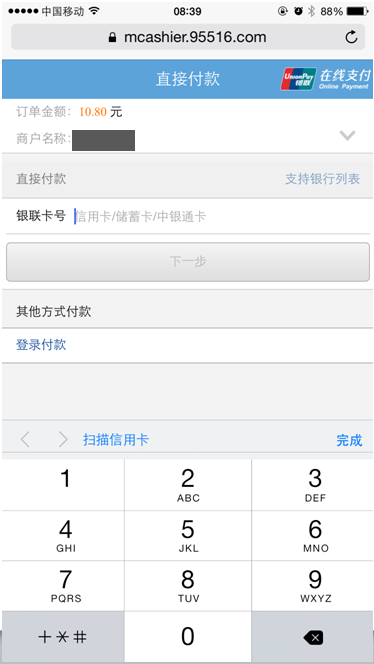 中国移动 08:39 88%
mcashier.95516.com
直接付款 UnionPay 银联 在线支付 Online Payment
订单金额: 10.80 元
商户名称:
直接付款 支持银行列表
银联卡号 信用卡/储蓄卡/中银通卡
下一步
其他方式付款
登录付款
扫描信用卡 完成
1 2 ABC 3 DEF
4 GHI 5 JKL 6 MNO
7 PQRS 8 TUV 9 WXYZ
+*# 0